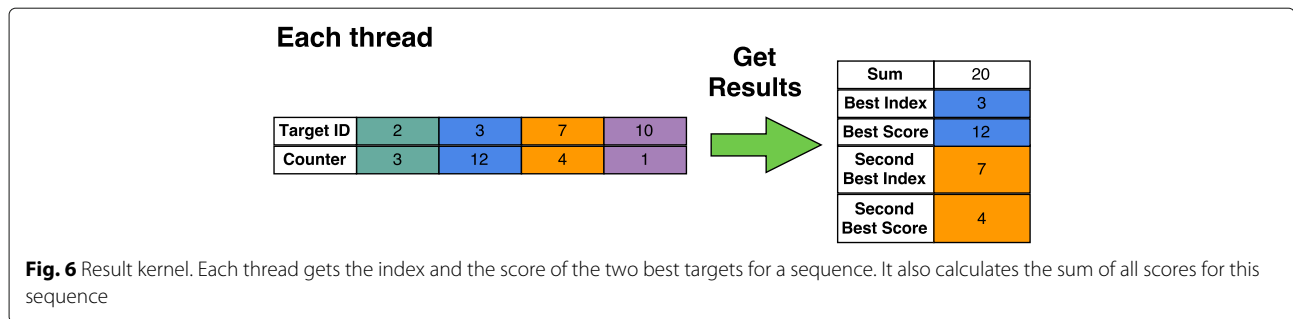 Each thread
Get
Results
Target ID 2 3 7 10
Counter 3 12 4 1
Sum 20
Best Index 3
Best Score 12
Second
Best Index 7
Second
Best Score 4
Fig. 6 Result kernel. Each thread gets the index and the score of the two best targets for a sequence. It also calculates the sum of all scores for this
sequence